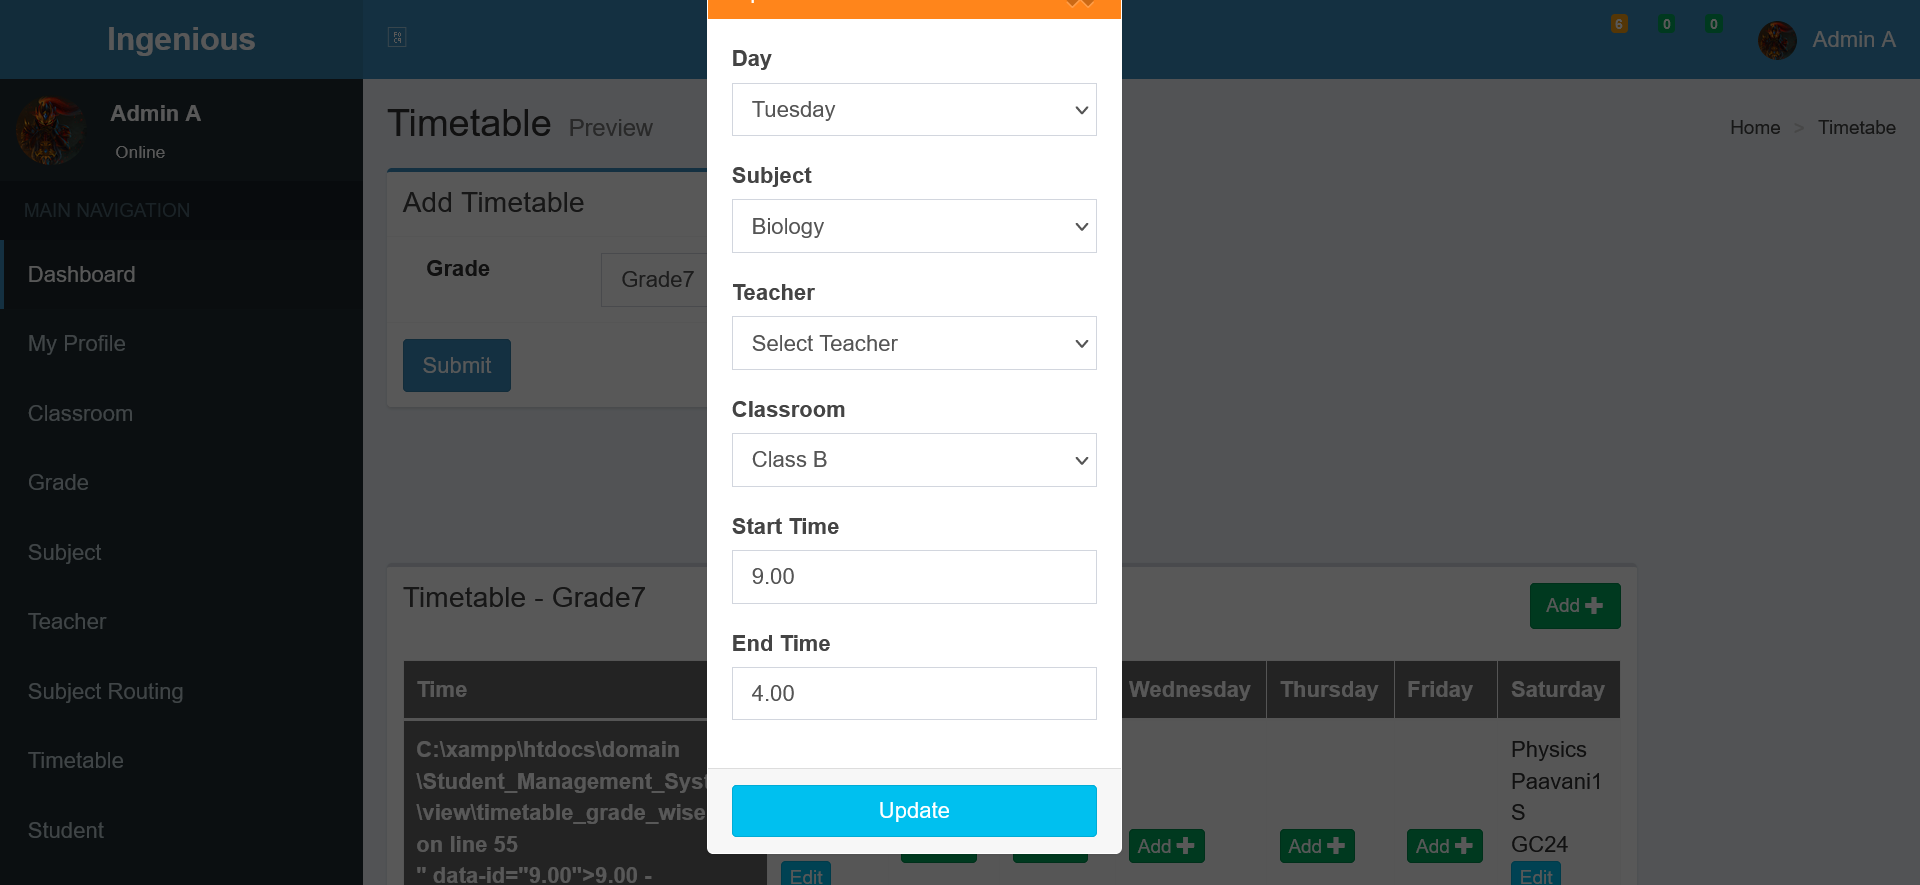 Ingenious
6
0
0
Admin A
Admin A
Online
MAIN NAVIGATION
Dashboard
My Profile
Classroom
Grade
Subject
Teacher
Subject Routing
Timetable
Student
Timetable Preview
Home > Timetabe
Add Timetable
Grade
Grade7
Submit
Day
Tuesday
Subject
Biology
Teacher
Select Teacher
Classroom
Class B
Start Time
9.00
End Time
4.00
Update
Timetable - Grade7
Add
Time
Wednesday
Thursday
Friday
Saturday
C:\xampp\htdocs\domain
\Student_Management_Syst
\view\timetable_grade_wise
on line 55
" data-id="9.00">9.00 -
Edit
Add
Add
Add
Physics
Paavani1
S
GC24
Edit